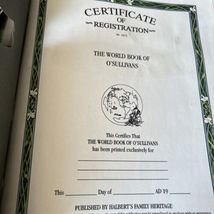 CERTIFICATE
OF
REGISTRATION
THE WORLD BOOK OF
O'SULLIVANS
This Certifies That
THE WORLD BOOK OF O'SULLIVANS
has been printed exclusively for
This Day of AD 19
PUBLISHED BY HALBERT'S FAMILY HERITAGE